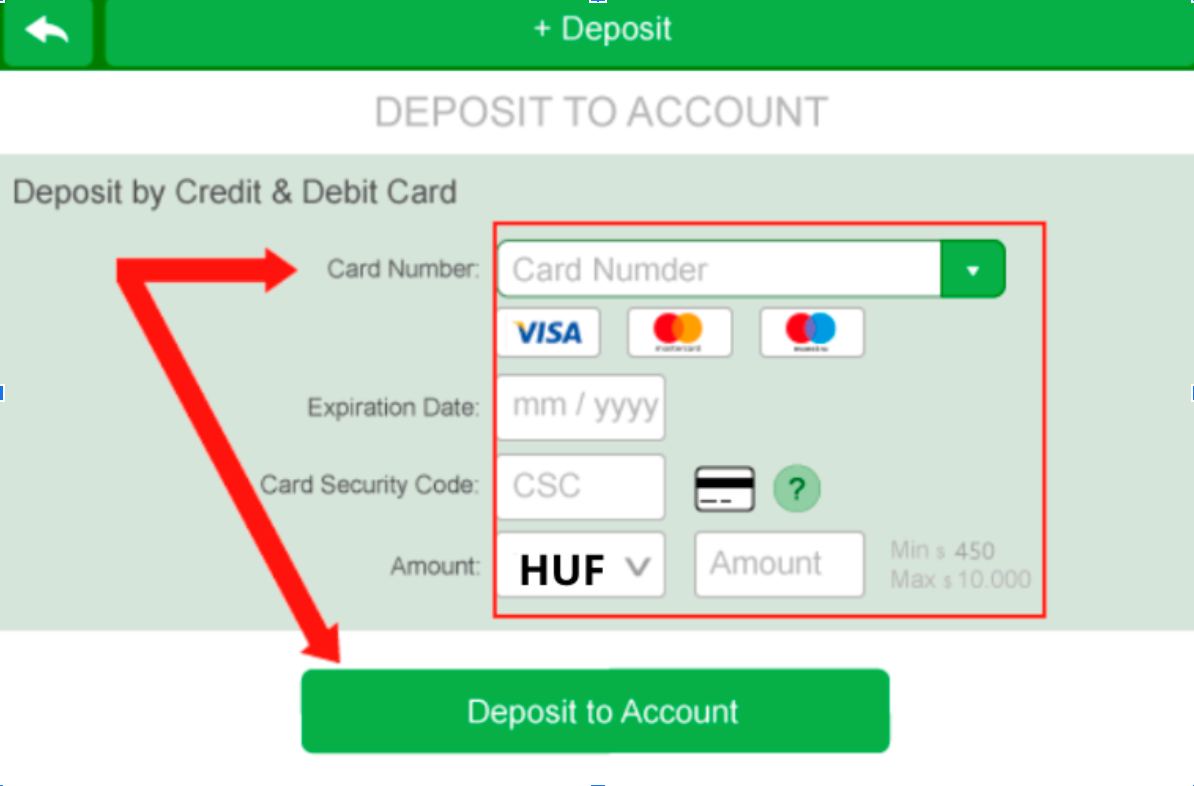 + Deposit
DEPOSIT TO ACCOUNT
Deposit by Credit & Debit Card
Card Number: Card Numder
VISA mastercard maestro
Expiration Date: mm / yyyy
Card Security Code: CSC ?
Amount: HUF Amount Min $ 450
Max $ 10.000
Deposit to Account